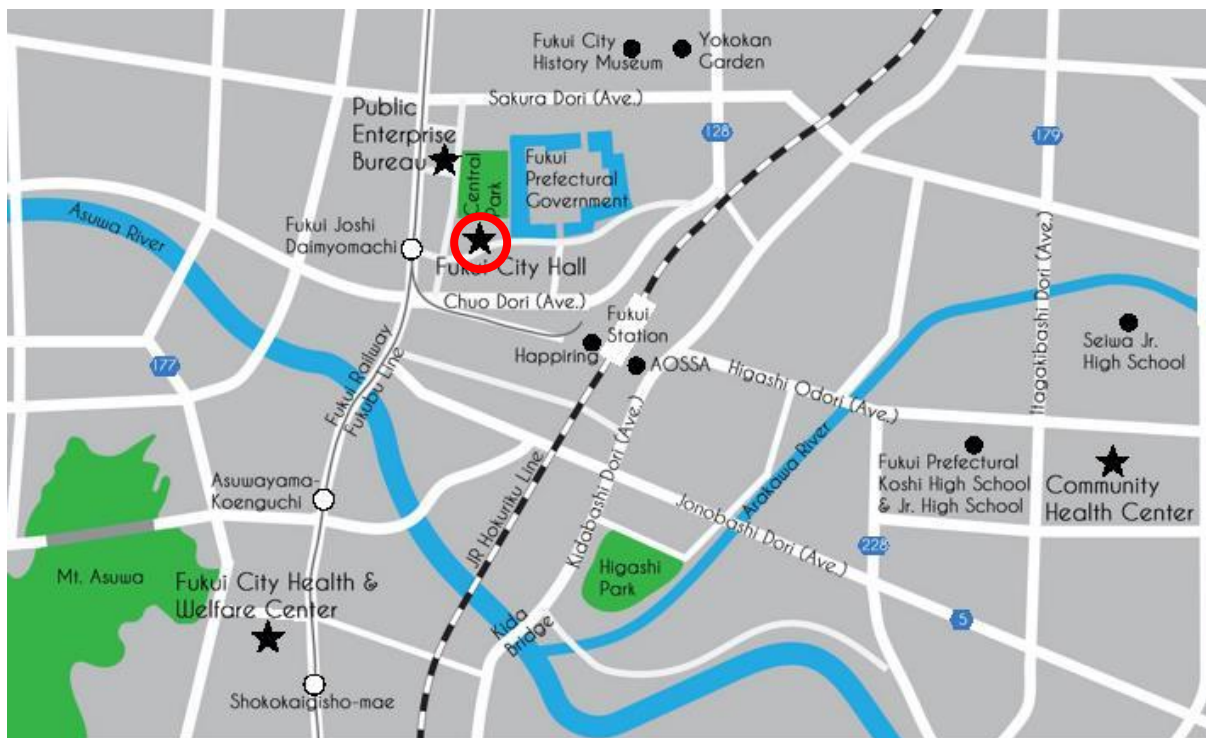 Fukui City
History Museum
Yokokan
Garden
Sakura Dori (Ave.)
Public
Enterprise
Bureau
128
179
Central
Park
Fukui
Prefectural
Government
Asuwa River
Fukui Joshi
Daimyomachi
Fukui City Hall
Chuo Dori (Ave.)
Itagakibashi Dori (Ave.)
Fukui
Station
Happiring
AOSSA
Seiwa Jr.
High School
177
Fukui Railway
Fukubu Line
Higashi Odori (Ave.)
Kidabashi Dori (Ave.)
Arakawa River
Fukui Prefectural
Koshi High School
& Jr. High School
Community
Health Center
Asuwayama-
Koenguchi
JR Hokuriku Line
Jonobashi Dori (Ave.)
228
Mt. Asuwa
Fukui City Health &
Welfare Center
Higashi
Park
Kida
Bridge
5
Shokokaigisho-mae